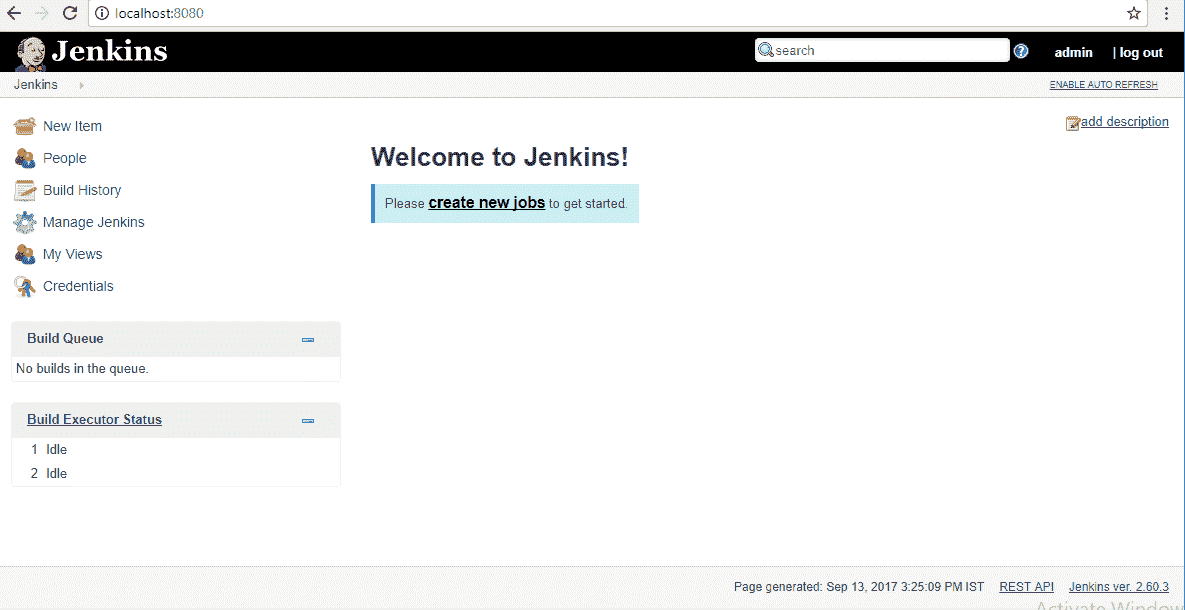 localhost:8080
Jenkins
search
admin | log out
Jenkins
ENABLE AUTO REFRESH
New Item
People
Build History
Manage Jenkins
My Views
Credentials
Build Queue
No builds in the queue.
Build Executor Status
1 Idle
2 Idle
add description
Welcome to Jenkins!
Please create new jobs to get started.
Page generated: Sep 13, 2017 3:25:09 PM IST REST API Jenkins ver. 2.60.3
Activate Window